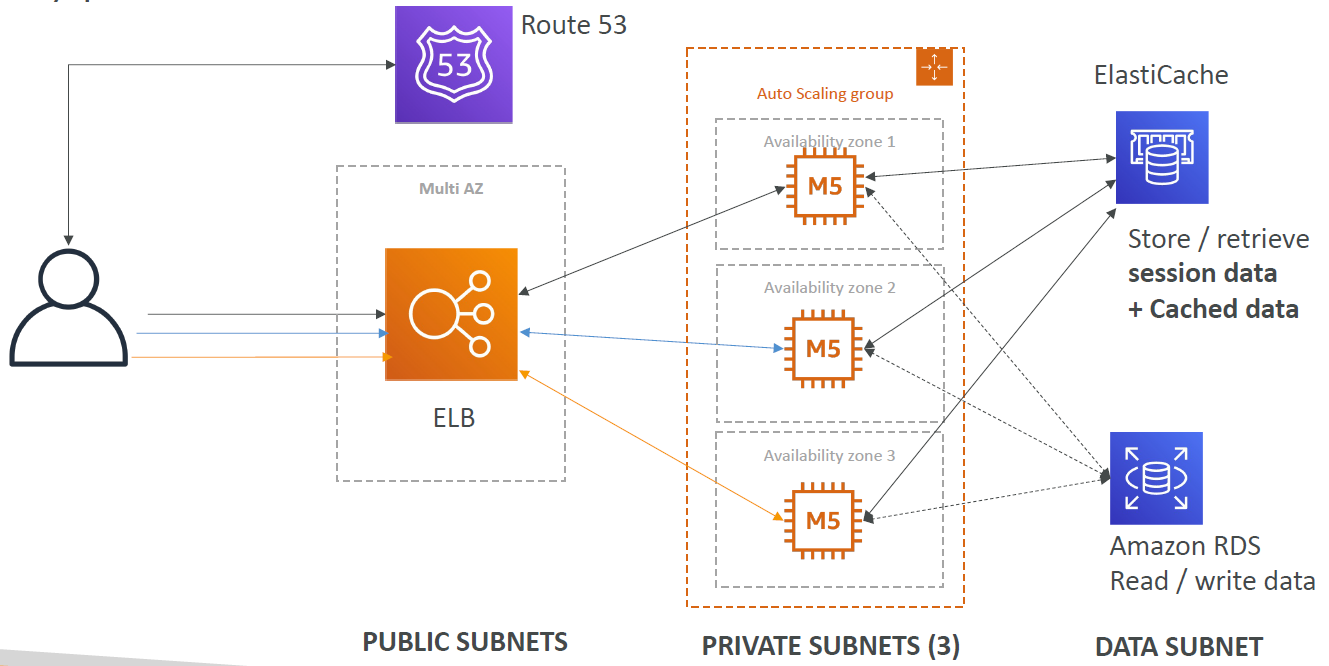 Route 53
53
Auto Scaling group
ElastiCache
Availability zone 1
M5
Multi AZ
Store / retrieve
session data
+ Cached data
Availability zone 2
M5
ELB
Availability zone 3
M5
Amazon RDS
Read / write data
PUBLIC SUBNETS
PRIVATE SUBNETS (3)
DATA SUBNET